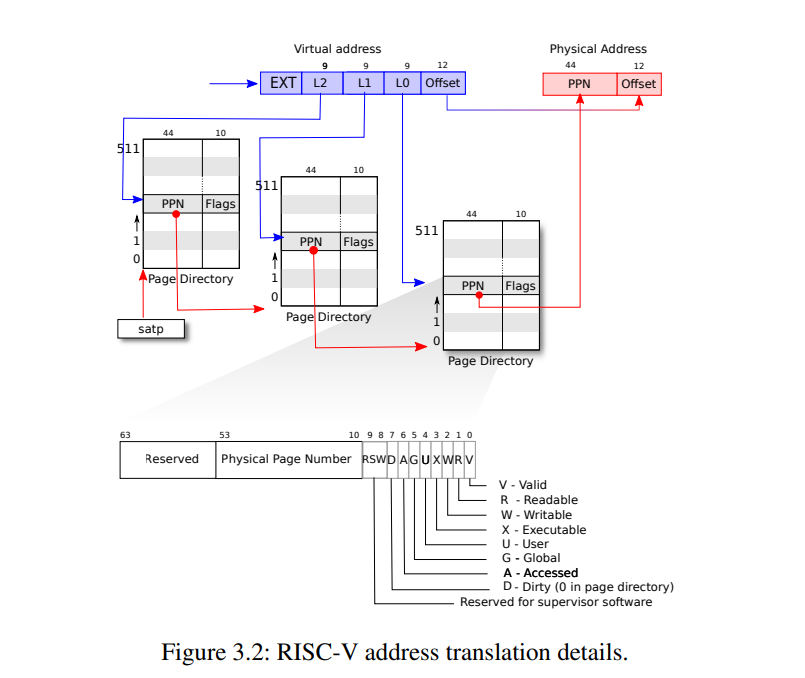 Virtual address
Physical Address
9 9 9 12
44 12
EXT L2 L1 L0 Offset
PPN Offset
44 10
511
PPN Flags
1
0
Page Directory
satp
44 10
511
PPN Flags
1
0
Page Directory
44 10
511
PPN Flags
1
0
Page Directory
63 53 10 9 8 7 6 5 4 3 2 1 0
Reserved Physical Page Number RSW D A G U X W R V
V - Valid
R - Readable
W - Writable
X - Executable
U - User
G - Global
A - Accessed
D - Dirty (0 in page directory)
Reserved for supervisor software
Figure 3.2: RISC-V address translation details.